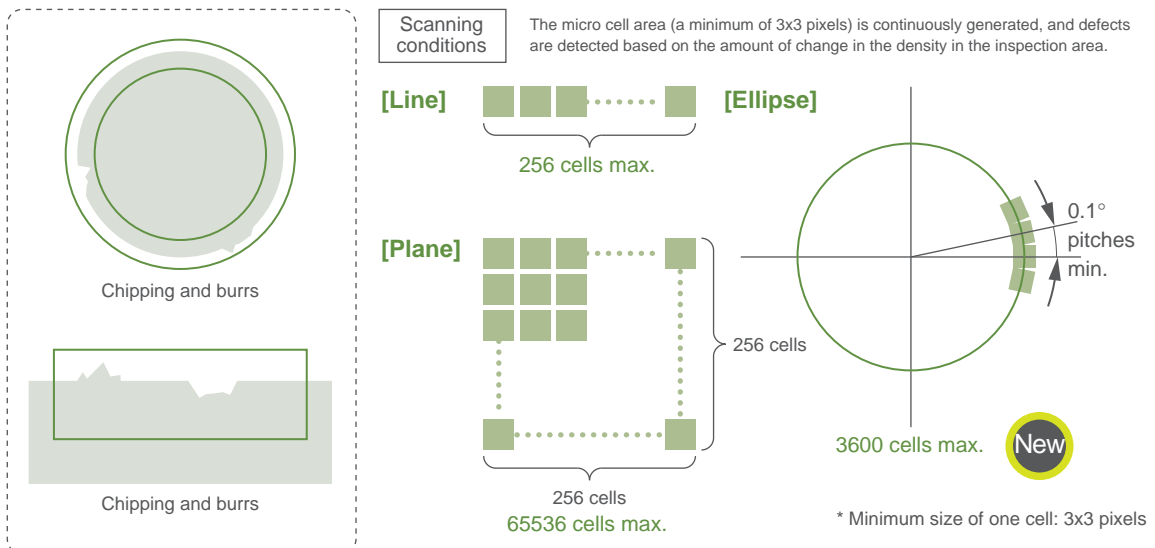 Chipping and burrs
Chipping and burrs
Scanning
conditions
The micro cell area (a minimum of 3x3 pixels) is continuously generated, and defects
are detected based on the amount of change in the density in the inspection area.
[Line]
256 cells max.
[Plane]
256 cells
256 cells
65536 cells max.
[Ellipse]
0.1°
pitches
min.
3600 cells max.
New
* Minimum size of one cell: 3x3 pixels